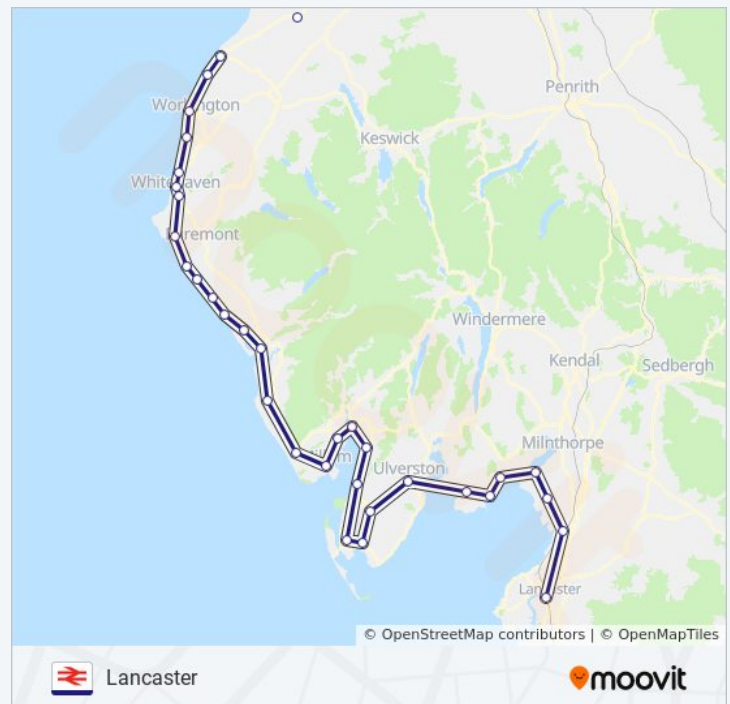 Penrith
Workington
Keswick
Whitehaven
Egremont
Windermere
Kendal
Sedbergh
Milnthorpe
Ulverston
Lancaster
© OpenStreetMap contributors | © OpenMapTiles
Lancaster
moovit